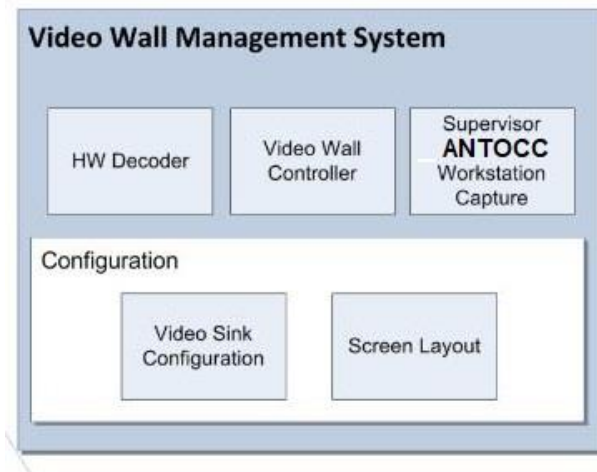 Video Wall Management System
HW Decoder
Video Wall
Controller
Supervisor
ANTOCC
Workstation
Capture
Configuration
Video Sink
Configuration
Screen Layout